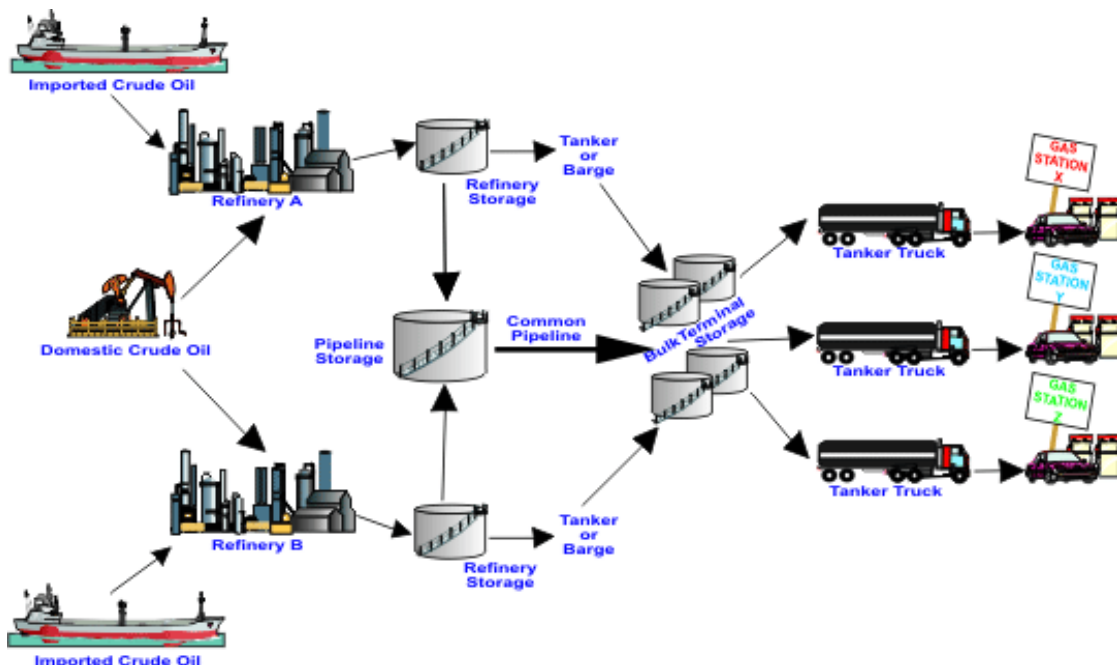 Imported Crude Oil
Refinery A
Refinery
Storage
Tanker
or
Barge
GAS
STATION
X
Tanker Truck
Domestic Crude Oil
Pipeline
Storage
Common
Pipeline
Bulk Terminal
Storage
GAS
STATION
Y
Tanker Truck
GAS
STATION
Z
Tanker Truck
Refinery B
Refinery
Storage
Tanker
or
Barge
Imported Crude Oil